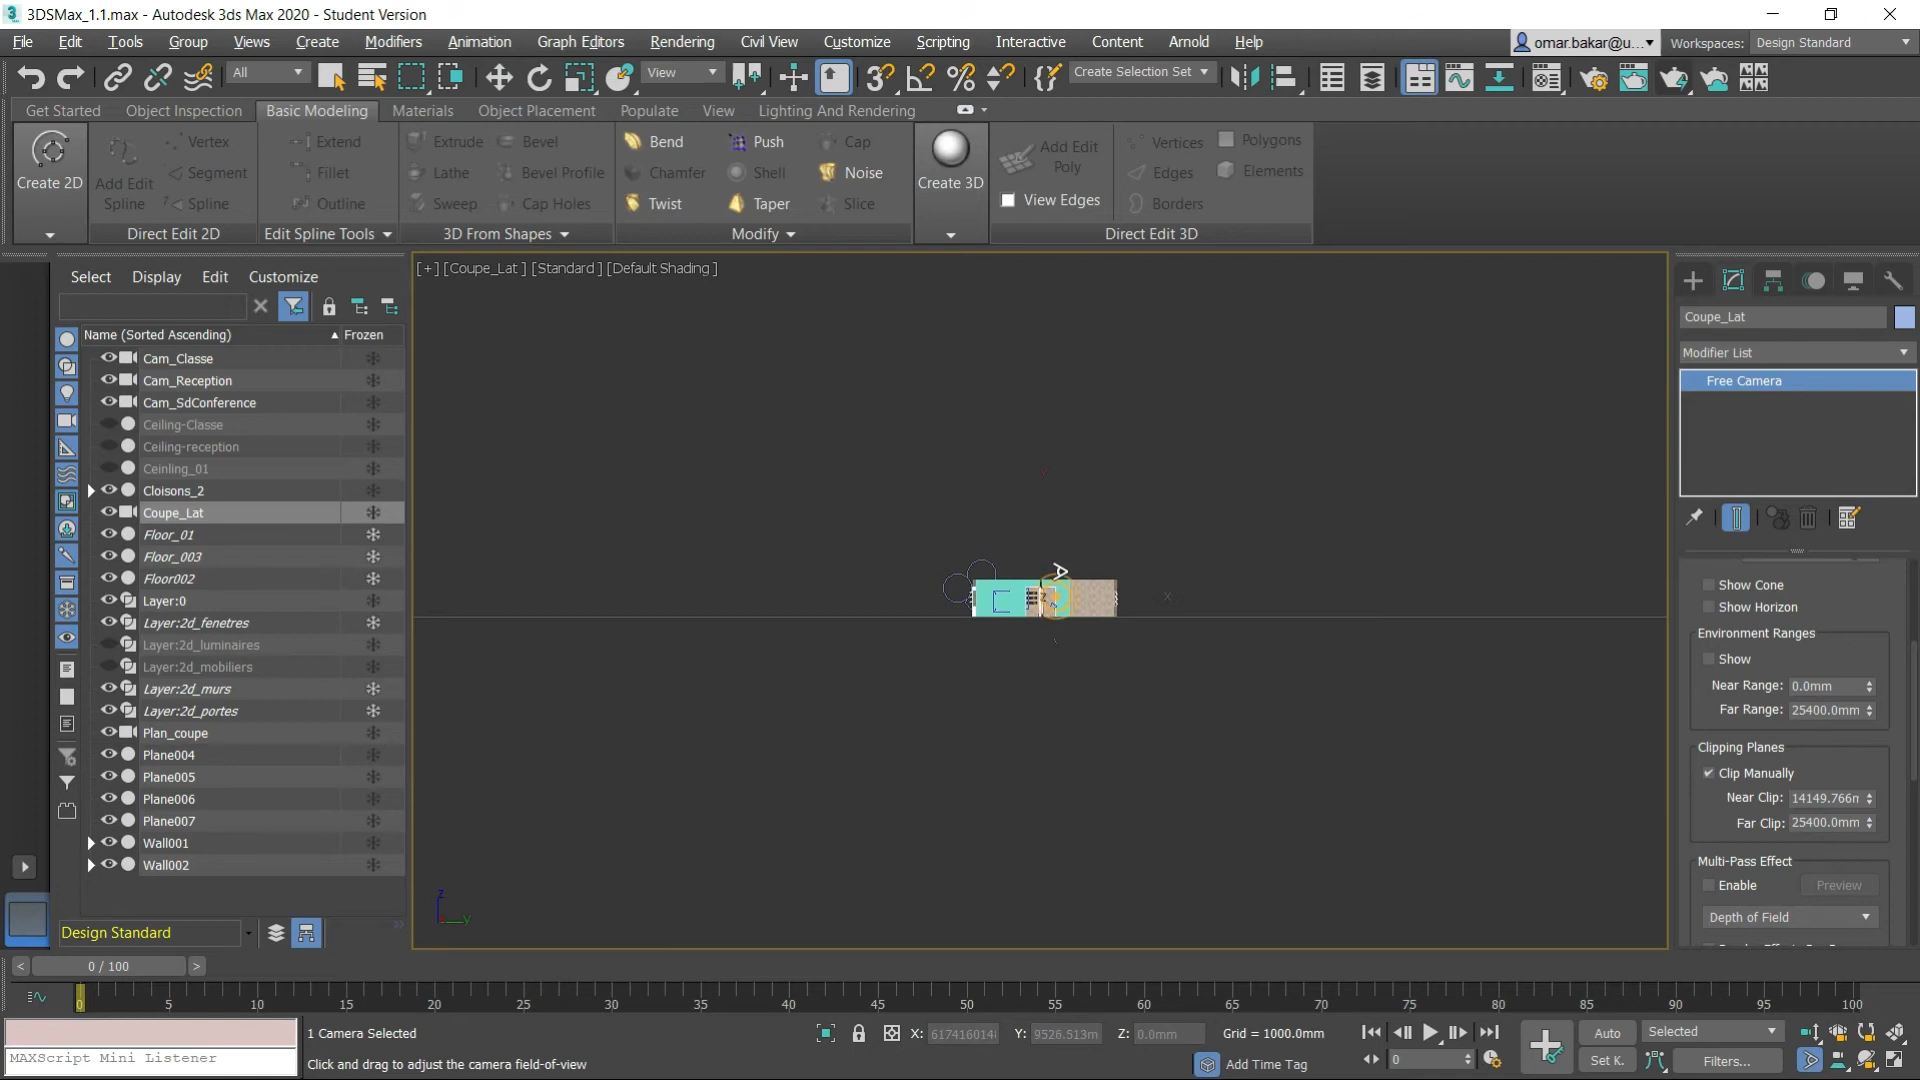 3DSMax_1.1.max - Autodesk 3ds Max 2020 - Student Version
File Edit Tools Group Views Create Modifiers Animation Graph Editors Rendering Civil View Customize Scripting Interactive Content Arnold Help
omar.bakar@u... Workspaces: Design Standard
All View Create Selection Set
Get Started Object Inspection Basic Modeling Materials Object Placement Populate View Lighting And Rendering
Create 2D
Add Edit Spline
Vertex
Segment
Spline
Direct Edit 2D
Extend
Fillet
Outline
Edit Spline Tools
Extrude Bevel
Lathe Bevel Profile
Sweep Cap Holes
3D From Shapes
Bend Push Cap
Chamfer Shell Noise
Twist Taper Slice
Modify
Create 3D
Add Edit Poly
View Edges
Vertices Polygons
Edges Elements
Borders
Direct Edit 3D
Select Display Edit Customize
Name (Sorted Ascending) Frozen
Cam_Classe
Cam_Reception
Cam_SdConference
Ceiling-Classe
Ceiling-reception
Ceinling_01
Cloisons_2
Coupe_Lat
Floor_01
Floor_003
Floor002
Layer:0
Layer:2d_fenetres
Layer:2d_luminaires
Layer:2d_mobiliers
Layer:2d_murs
Layer:2d_portes
Plan_coupe
Plane004
Plane005
Plane006
Plane007
Wall001
Wall002
Design Standard
[+] [Coupe_Lat ] [Standard ] [Default Shading ]
z
x
z
y
Coupe_Lat
Modifier List
Free Camera
Show Cone
Show Horizon
Environment Ranges
Show
Near Range: 0.0mm
Far Range: 25400.0mm
Clipping Planes
Clip Manually
Near Clip: 14149.766m
Far Clip: 25400.0mm
Multi-Pass Effect
Enable Preview
Depth of Field
0 / 100
0 5 10 15 20 25 30 35 40 45 50 55 60 65 70 75 80 85 90 95 100
1 Camera Selected
X: 617416014 Y: 9526.513m Z: 0.0mm Grid = 1000.0mm
Auto Selected
MAXScript Mini Listener
Click and drag to adjust the camera field-of-view
Add Time Tag
0
Set K. Filters...